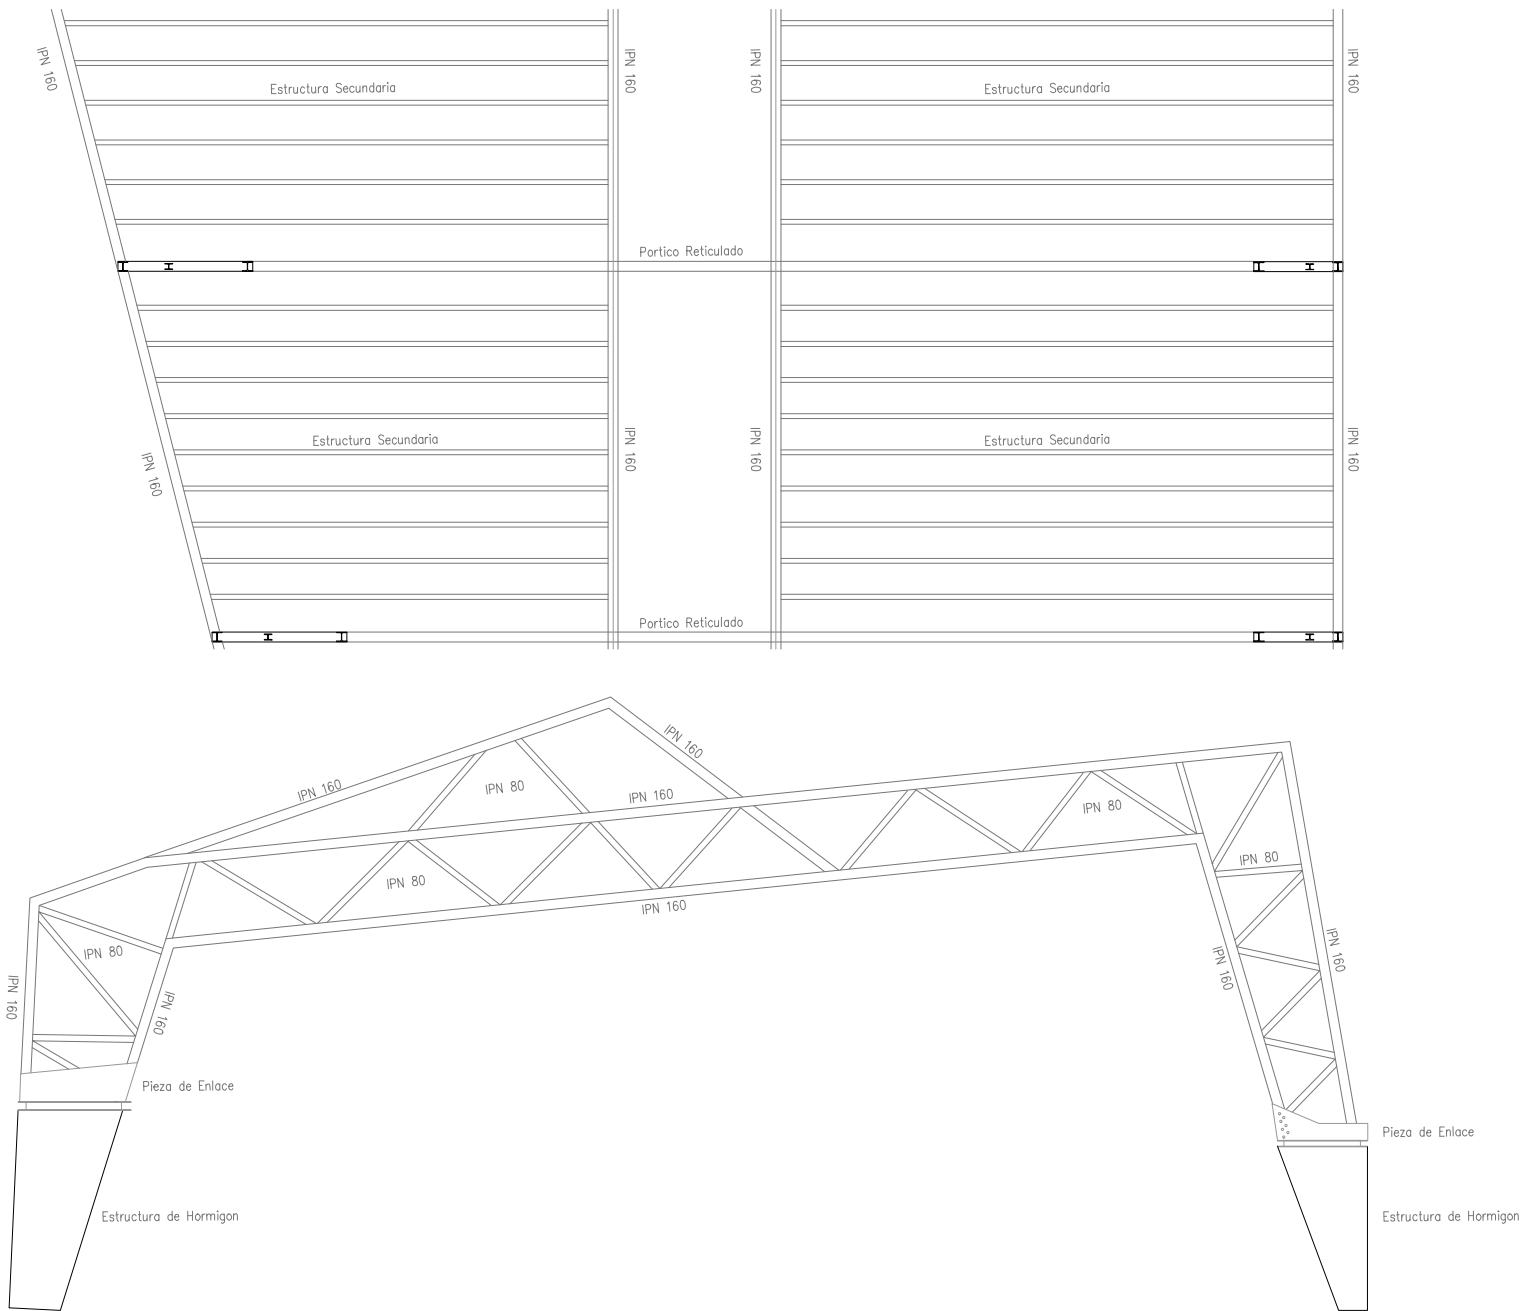 IPN 160
IPN 160
IPN 160
IPN 160
Estructura Secundaria
Estructura Secundaria
Portico Reticulado
IPN 160
IPN 160
IPN 160
IPN 160
Estructura Secundaria
Estructura Secundaria
Portico Reticulado
IPN 160
IPN 160
IPN 80
IPN 160
IPN 80
IPN 80
IPN 80
IPN 160
IPN 80
IPN 160
IPN 160
IPN 160
IPN 160
Pieza de Enlace
Pieza de Enlace
Estructura de Hormigon
Estructura de Hormigon